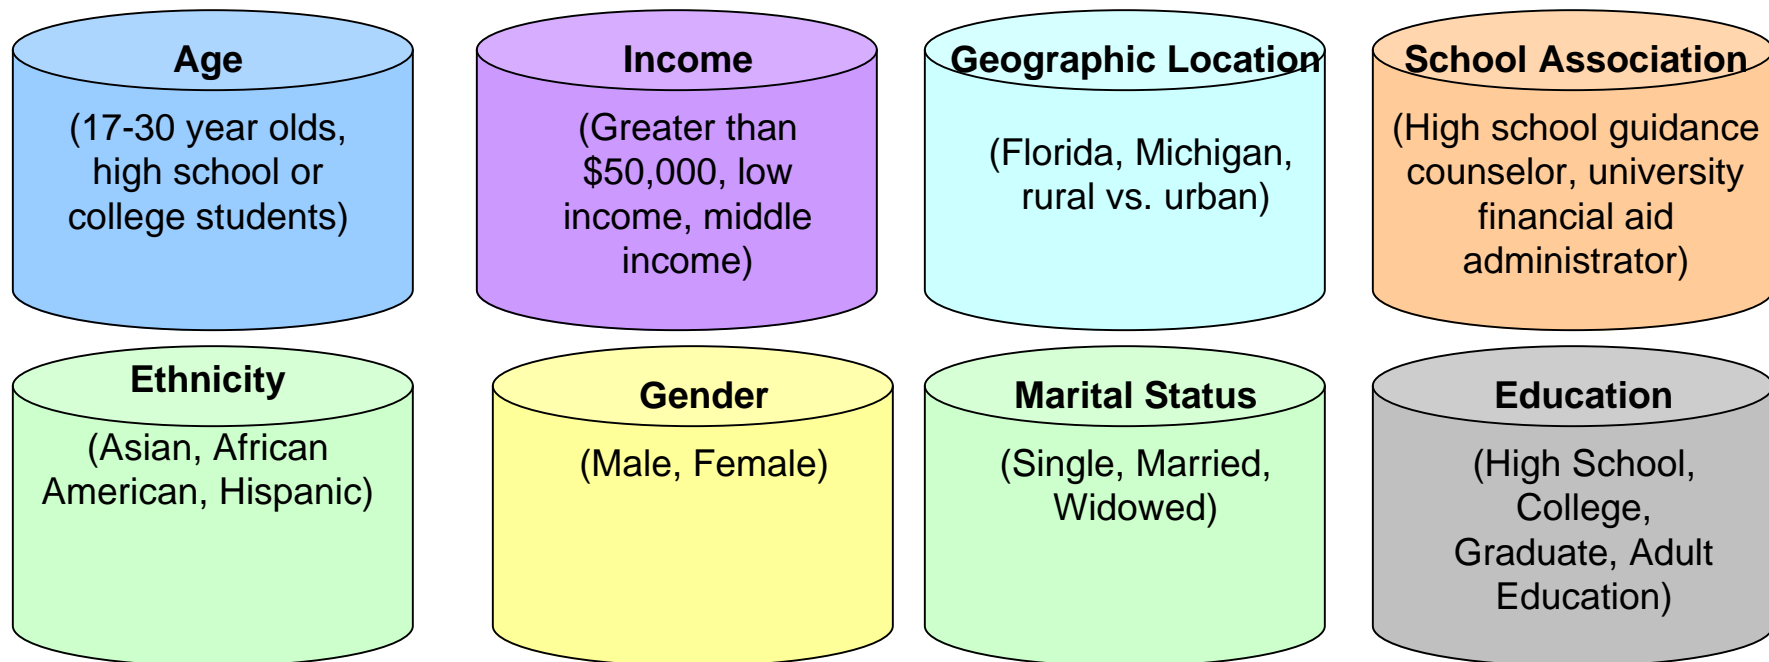 Age
(17-30 year olds,
high school or
college students)
Income
(Greater than
$50,000, low
income, middle
income)
Geographic Location
(Florida, Michigan,
rural vs. urban)
School Association
(High school guidance
counselor, university
financial aid
administrator)
Ethnicity
(Asian, African
American, Hispanic)
Gender
(Male, Female)
Marital Status
(Single, Married,
Widowed)
Education
(High School,
College,
Graduate, Adult
Education)